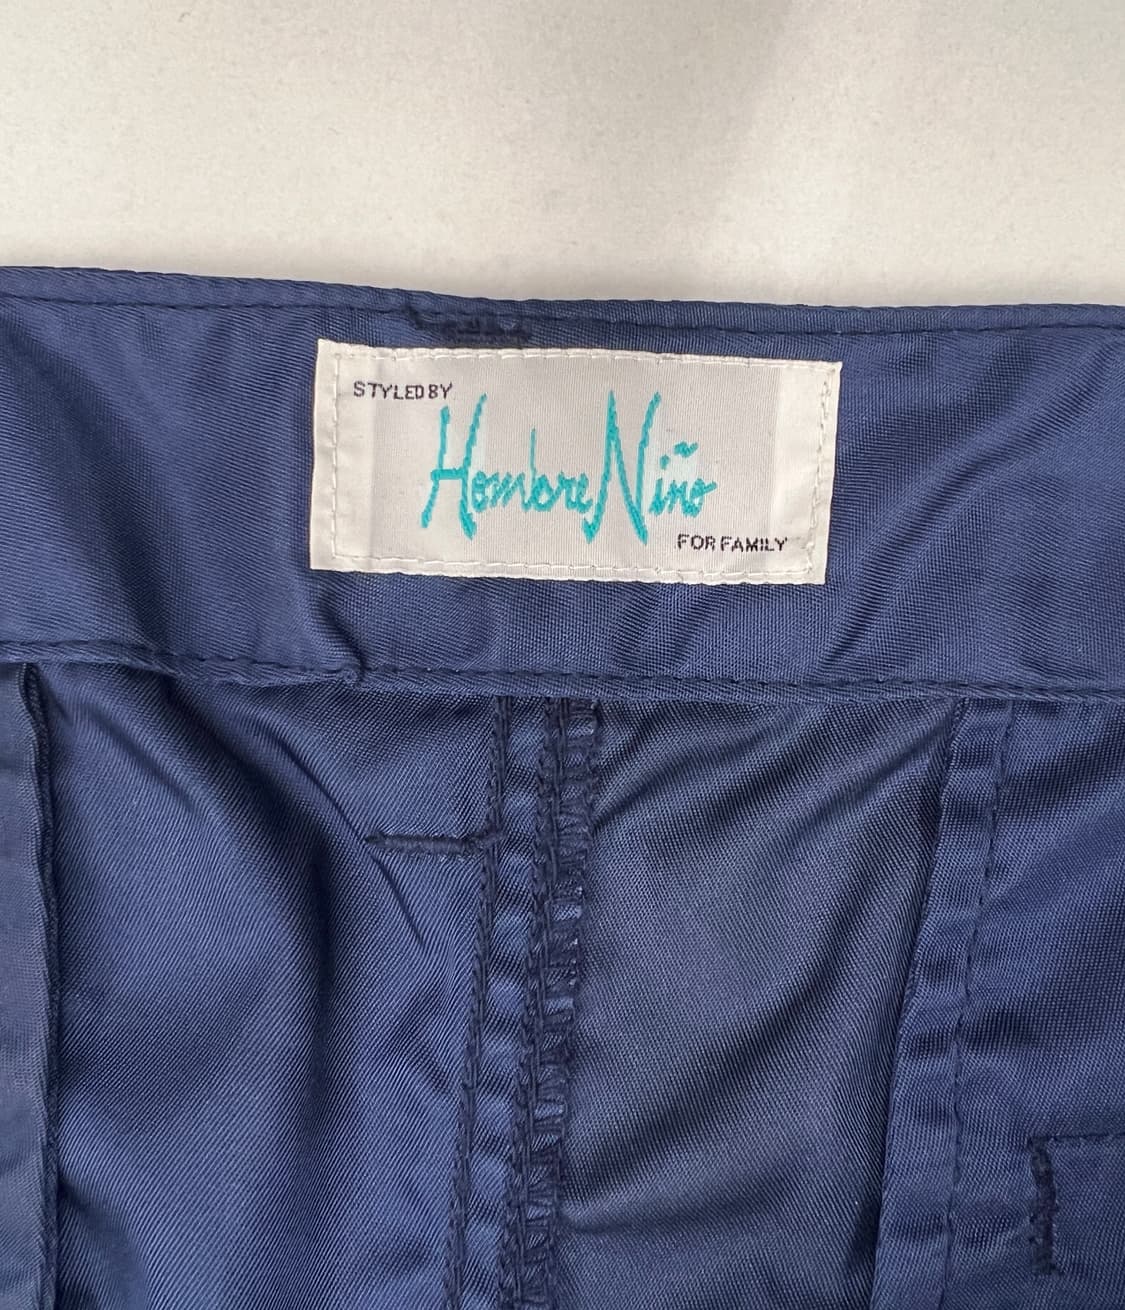 STYLED BY
Hombre Niño
FOR FAMILY